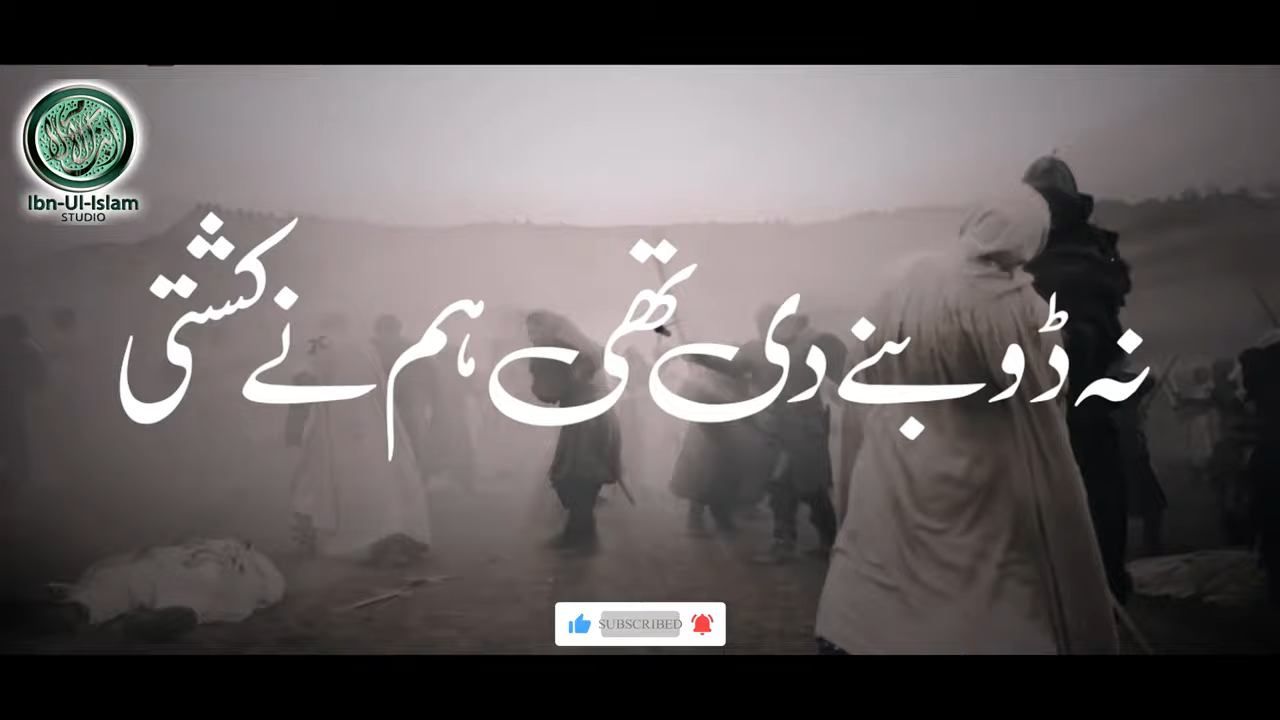 Ibn-Ul-Islam
STUDIO
نہ ڈوبنے دی تھی ہم نے کشتی
SUBSCRIBED